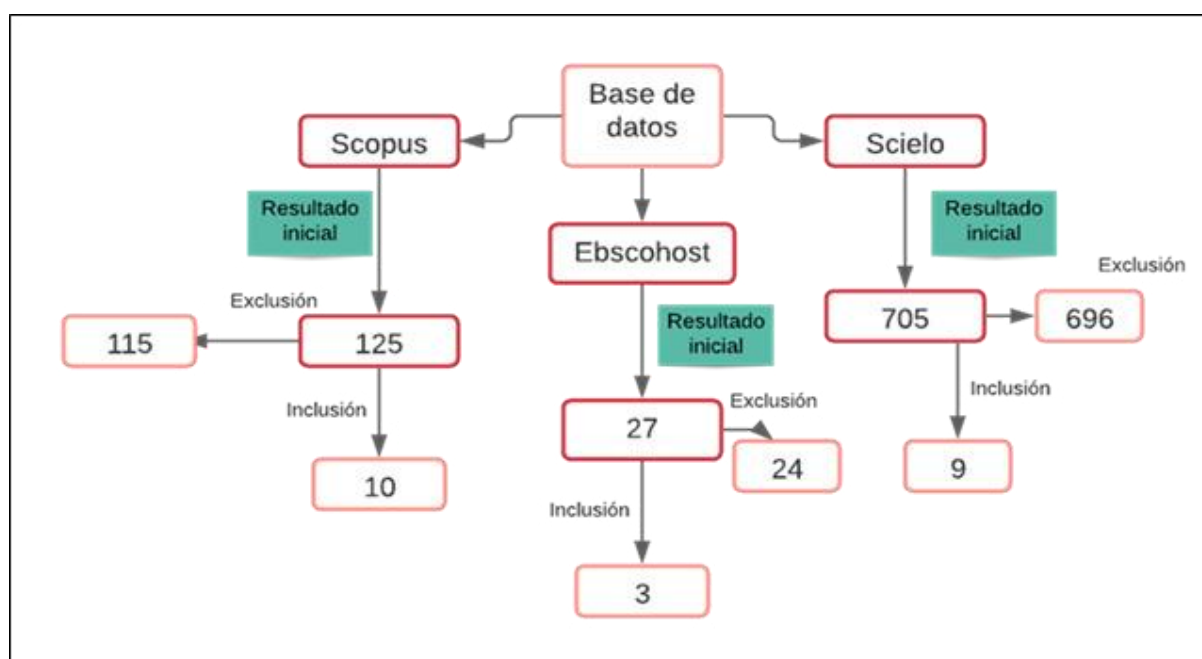 Base de
datos
Scopus
Scielo
Resultado
inicial
Resultado
inicial
Ebscohost
Exclusión
Exclusión
115
125
Resultado
inicial
705
696
Inclusión
27
Exclusión
Inclusión
10
24
9
Inclusión
3